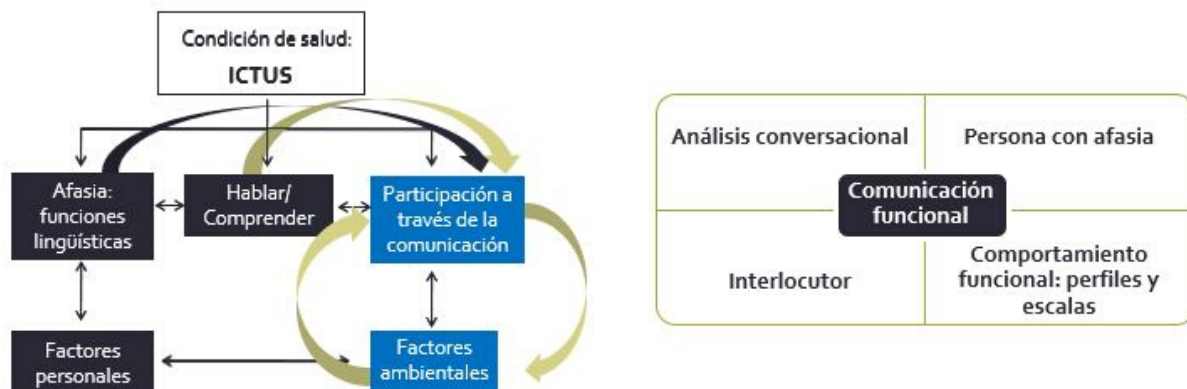 Condición de salud:
ICTUS
Afasia:
funciones
lingüísticas
Hablar/
Comprender
Participación a
través de la
comunicación
Factores
personales
Factores
ambientales
Análisis conversacional
Persona con afasia
Comunicación
funcional
Interlocutor
Comportamiento
funcional: perfiles y
escalas